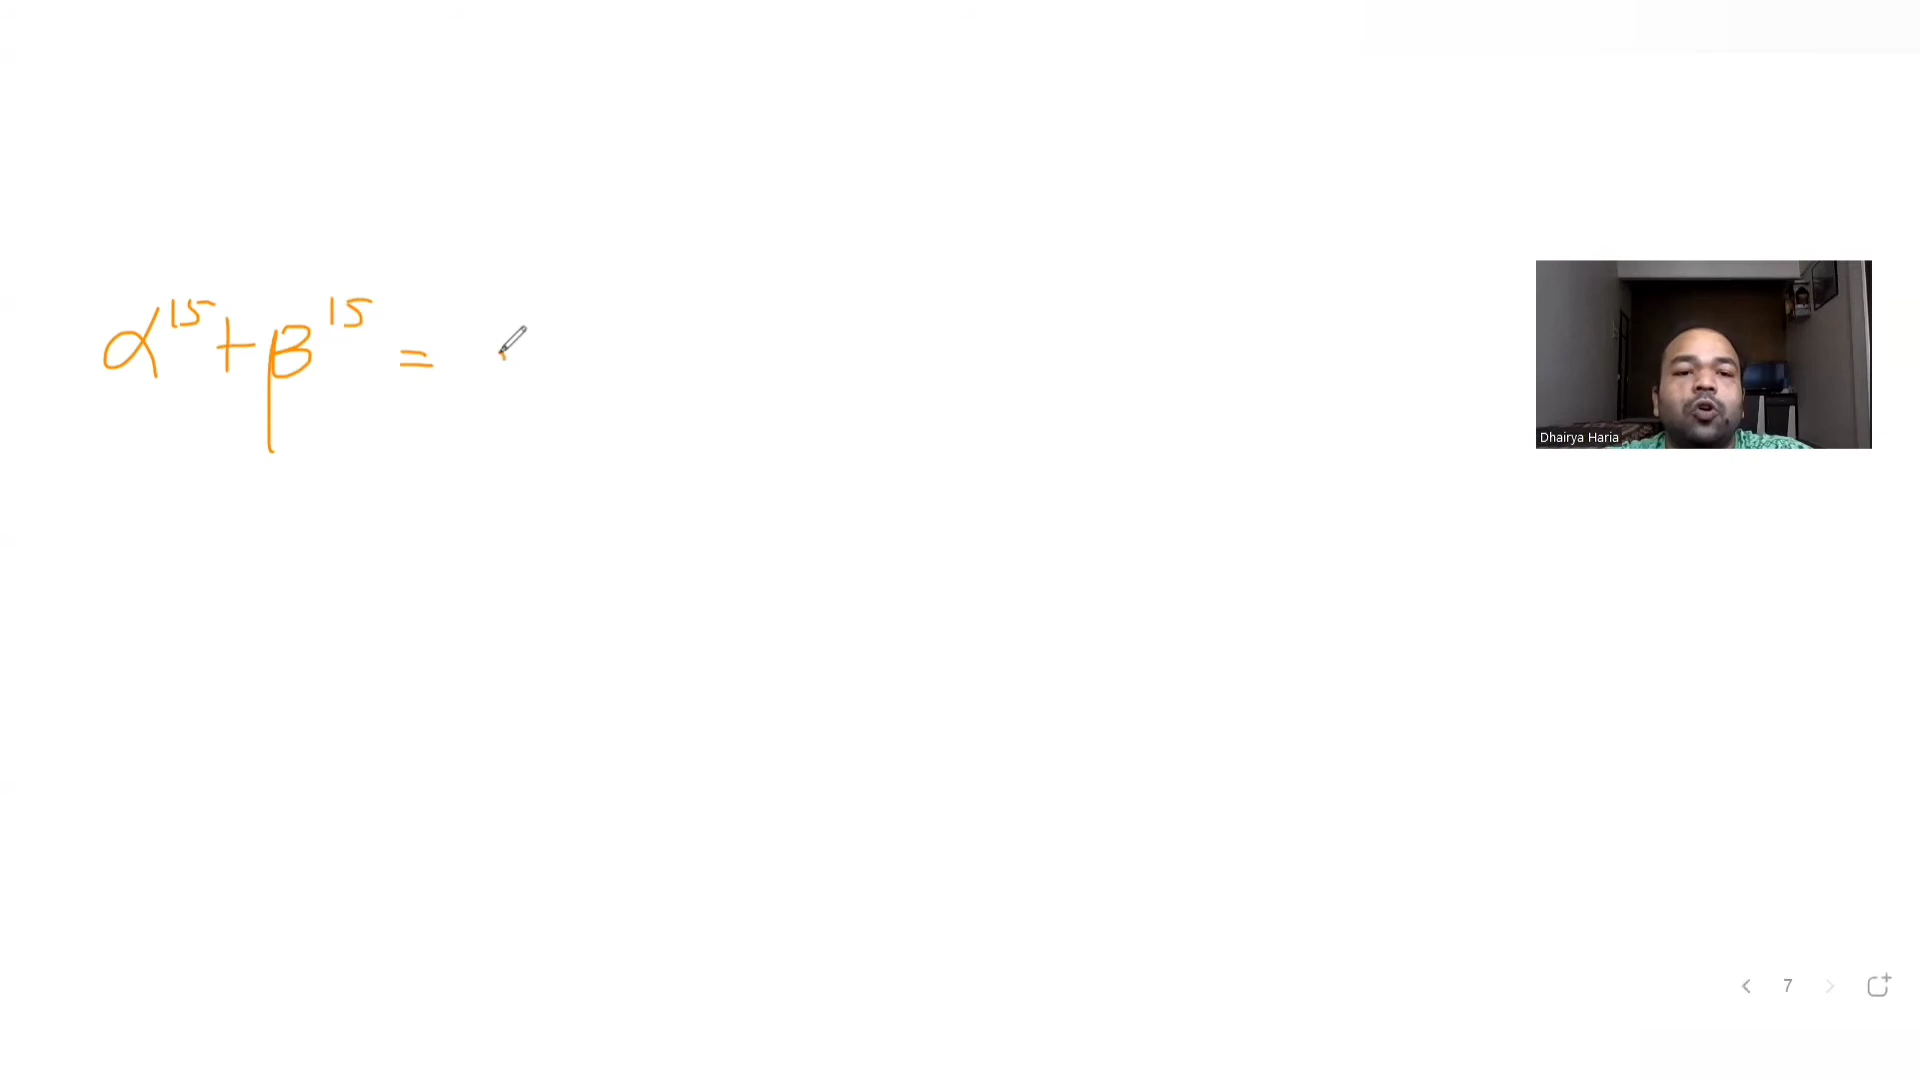 α¹⁵ + β¹⁵ =
Dhairya Haria
7